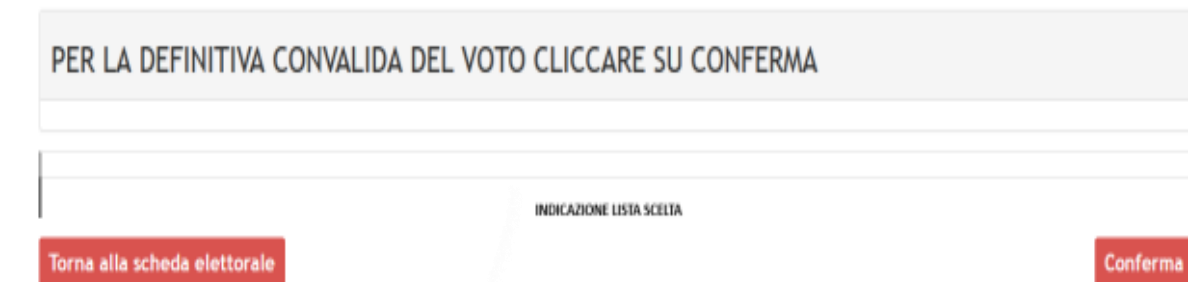 PER LA DEFINITIVA CONVALIDA DEL VOTO CLICCARE SU CONFERMA
INDICAZIONE LISTA SCELTA
Torna alla scheda elettorale
Conferma